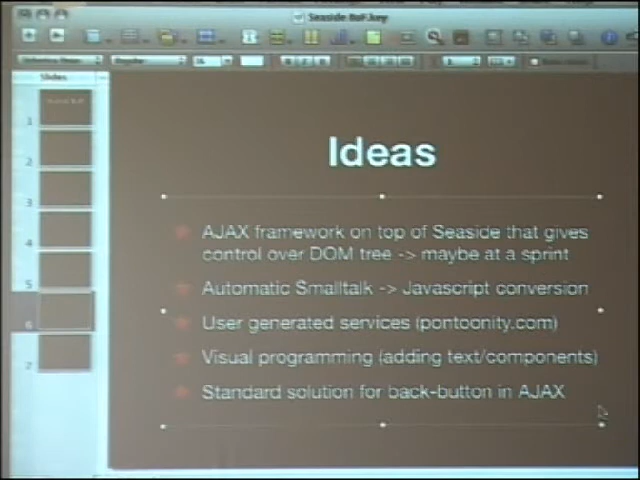 Seaside BoF.key
Slides
1
2
3
4
5
6
7
Ideas
AJAX framework on top of Seaside that gives
control over DOM tree -> maybe at a sprint
Automatic Smalltalk -> Javascript conversion
User generated services (pontoonity.com)
Visual programming (adding text/components)
Standard solution for back-button in AJAX